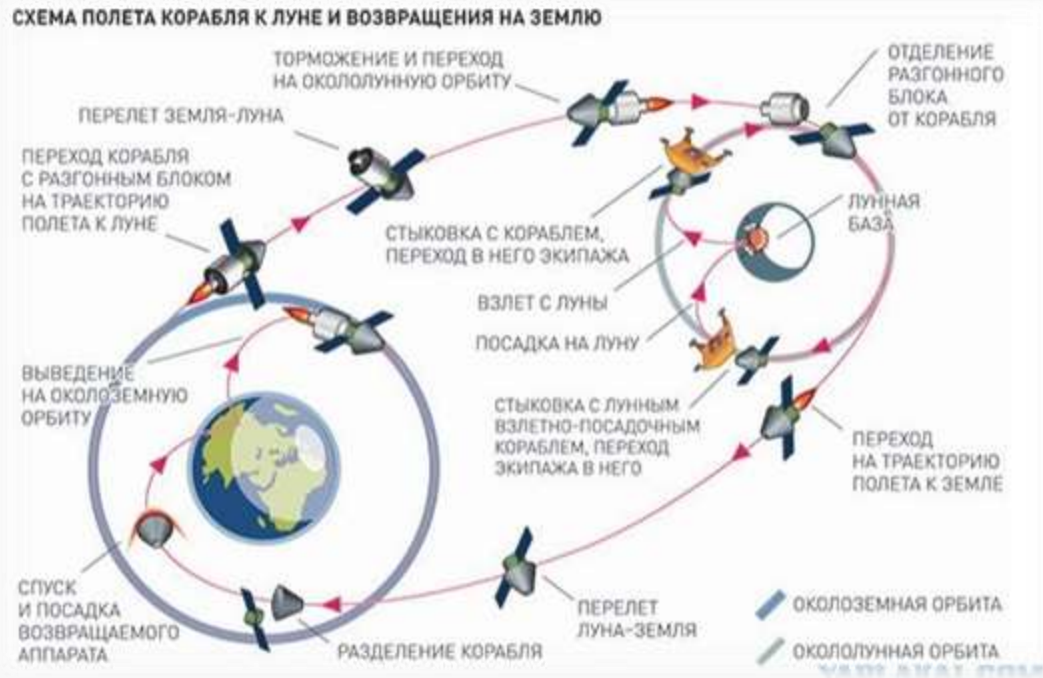 СХЕМА ПОЛЕТА КОРАБЛЯ К ЛУНЕ И ВОЗВРАЩЕНИЯ НА ЗЕМЛЮ
ТОРМОЖЕНИЕ И ПЕРЕХОД
НА ОКОЛОЛУННУЮ ОРБИТУ
ОТДЕЛЕНИЕ
РАЗГОННОГО
БЛОКА
ОТ КОРАБЛЯ
ПЕРЕЛЕТ ЗЕМЛЯ-ЛУНА
ПЕРЕХОД КОРАБЛЯ
С РАЗГОННЫМ БЛОКОМ
НА ТРАЕКТОРИЮ
ПОЛЕТА К ЛУНЕ
ЛУННАЯ
БАЗА
СТЫКОВКА С КОРАБЛЕМ,
ПЕРЕХОД В НЕГО ЭКИПАЖА
ВЗЛЕТ С ЛУНЫ
ПОСАДКА НА ЛУНУ
ВЫВЕДЕНИЕ
НА ОКОЛОЗЕМНУЮ
ОРБИТУ
СТЫКОВКА С ЛУННЫМ
ВЗЛЕТНО-ПОСАДОЧНЫМ
КОРАБЛЕМ, ПЕРЕХОД
ЭКИПАЖА В НЕГО
ПЕРЕХОД
НА ТРАЕКТОРИЮ
ПОЛЕТА К ЗЕМЛЕ
СПУСК
И ПОСАДКА
ВОЗВРАЩАЕМОГО
АППАРАТА
РАЗДЕЛЕНИЕ КОРАБЛЯ
ПЕРЕЛЕТ
ЛУНА-ЗЕМЛЯ
ОКОЛОЗЕМНАЯ ОРБИТА
ОКОЛОЛУННАЯ ОРБИТА